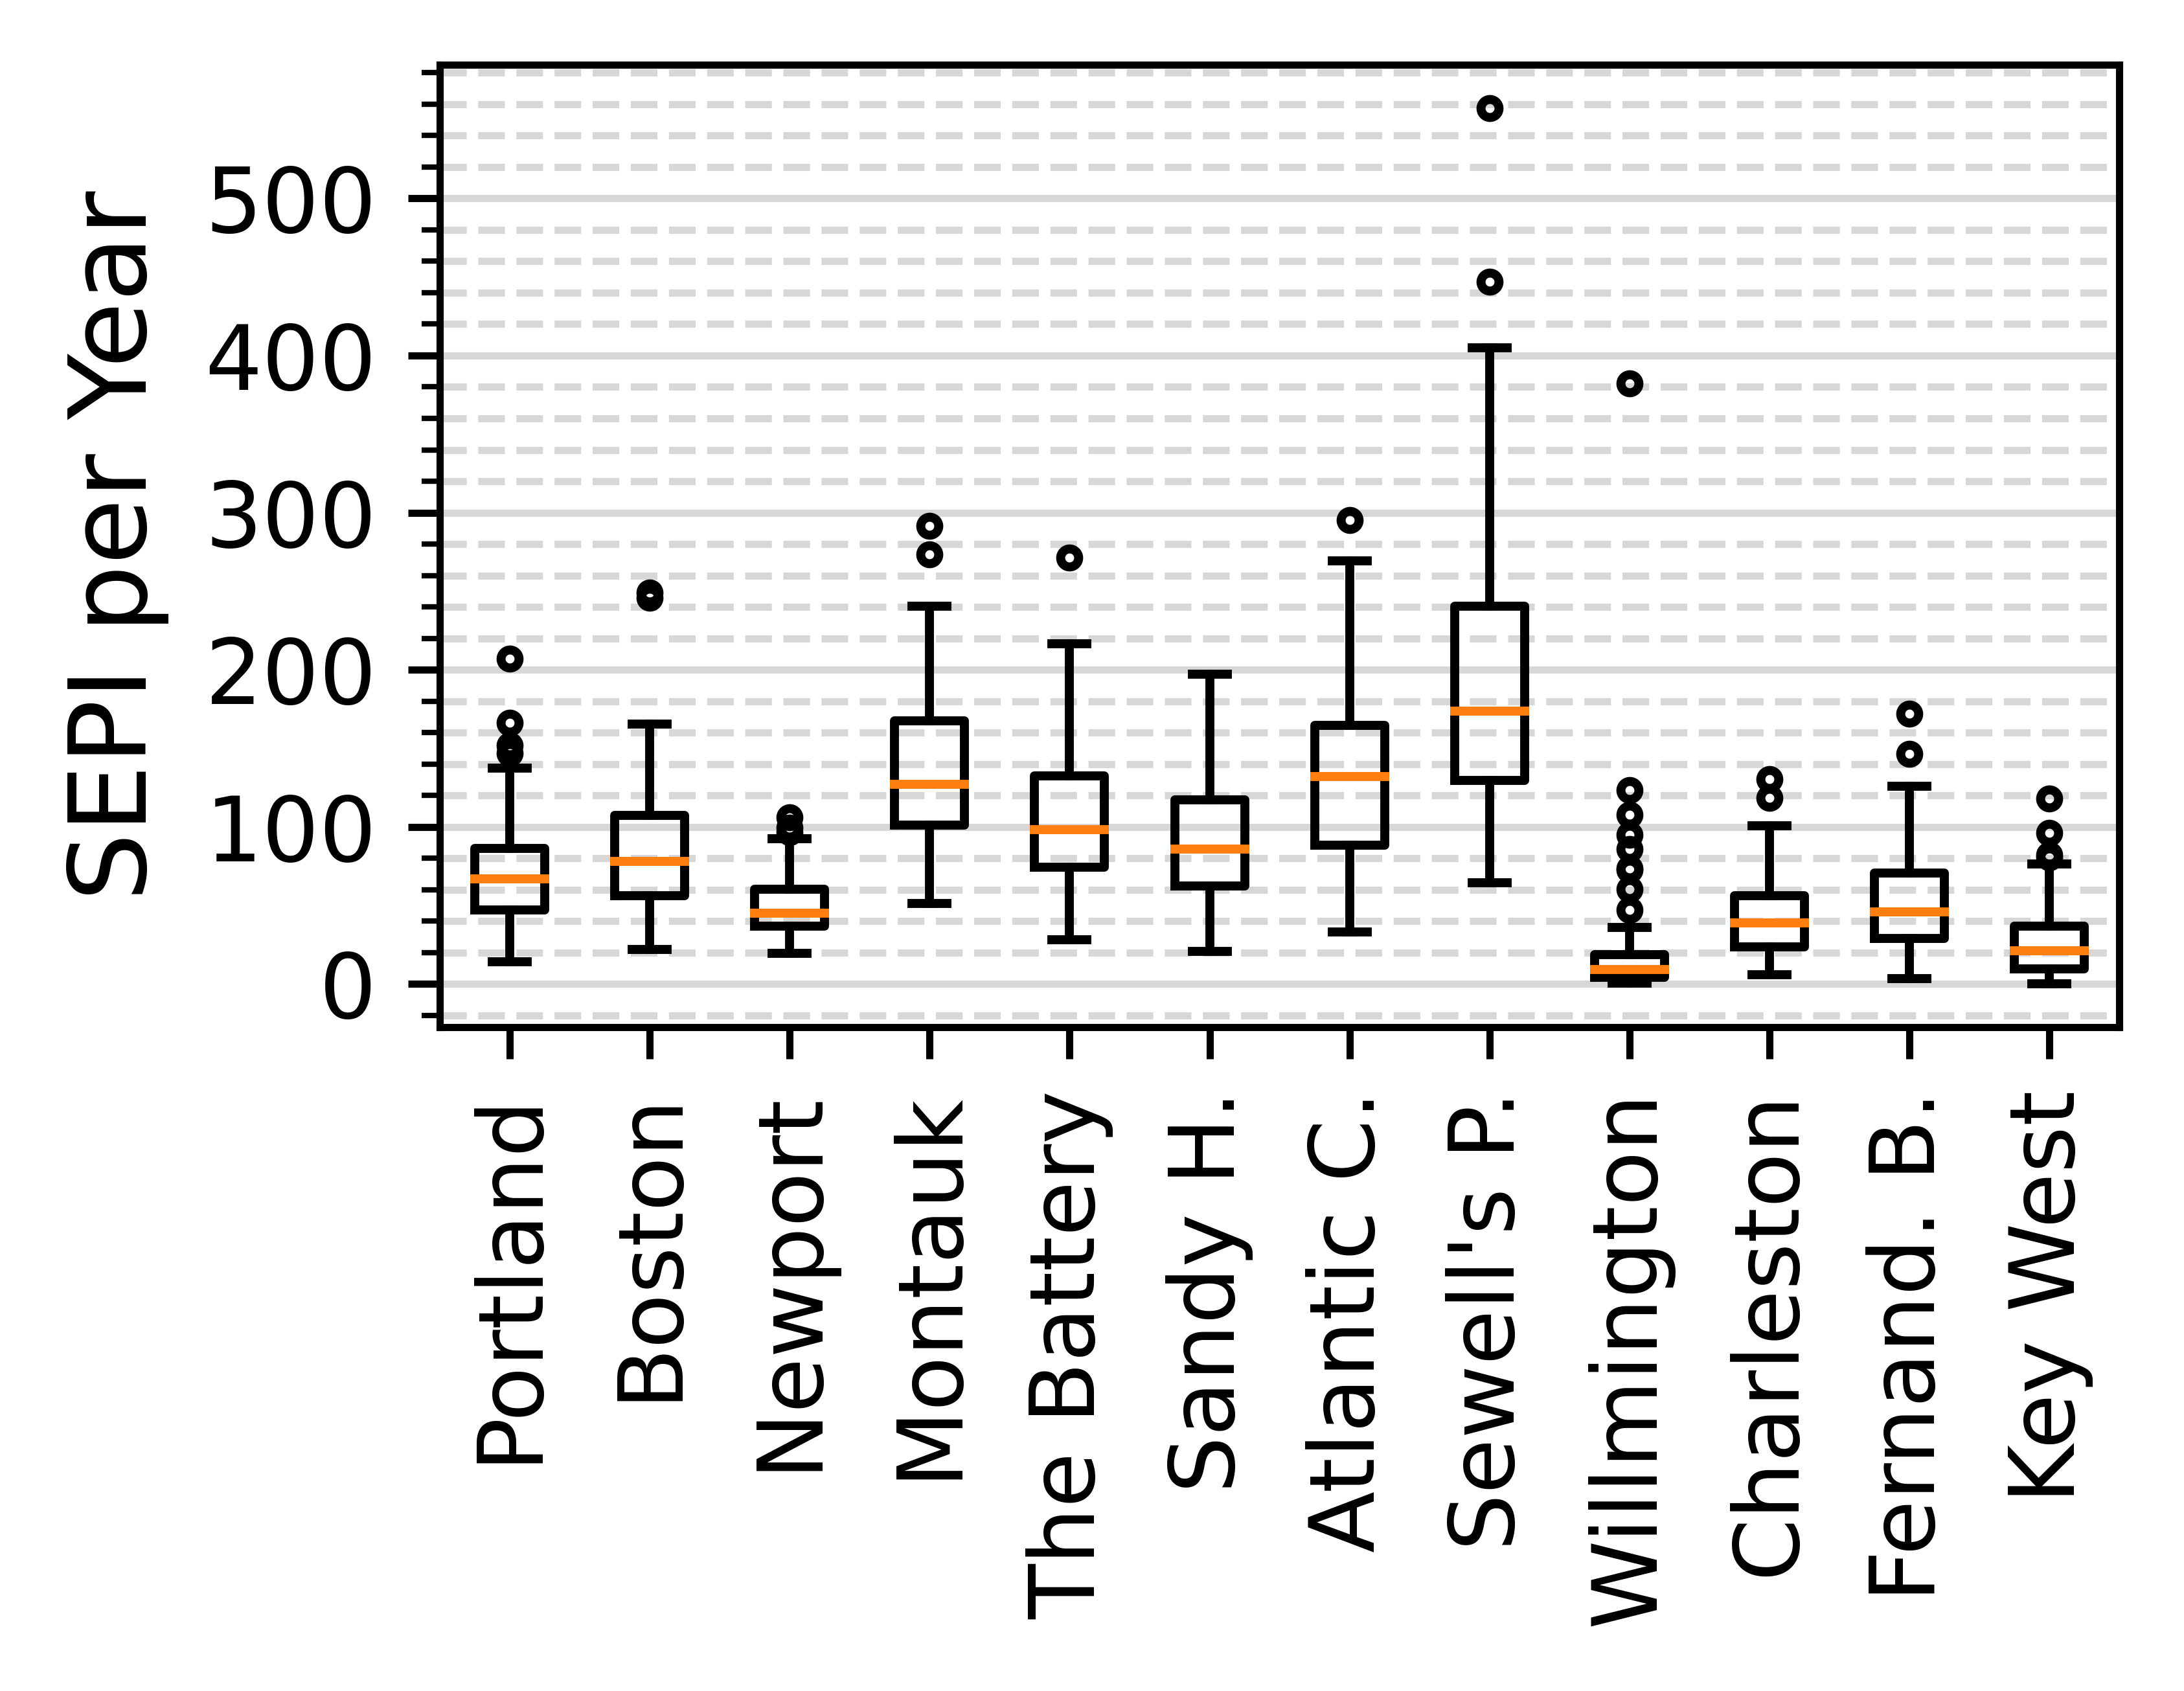 SEPI per Year
500
400
300
200
100
0
Portland
Boston
Newport
Montauk
The Battery
Sandy H.
Atlantic C.
Sewell's P.
Willmington
Charleston
Fernand. B.
Key West